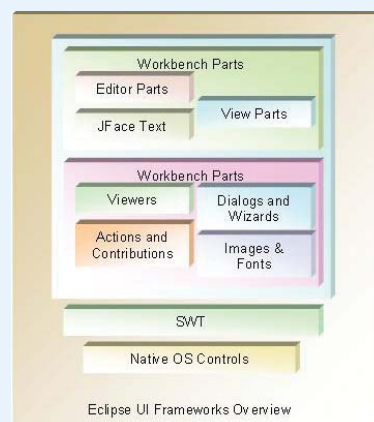 Workbench Parts
Editor Parts
View Parts
JFace Text
Workbench Parts
Viewers
Dialogs and
Wizards
Actions and
Contributions
Images &
Fonts
SWT
Native OS Controls
Eclipse UI Frameworks Overview